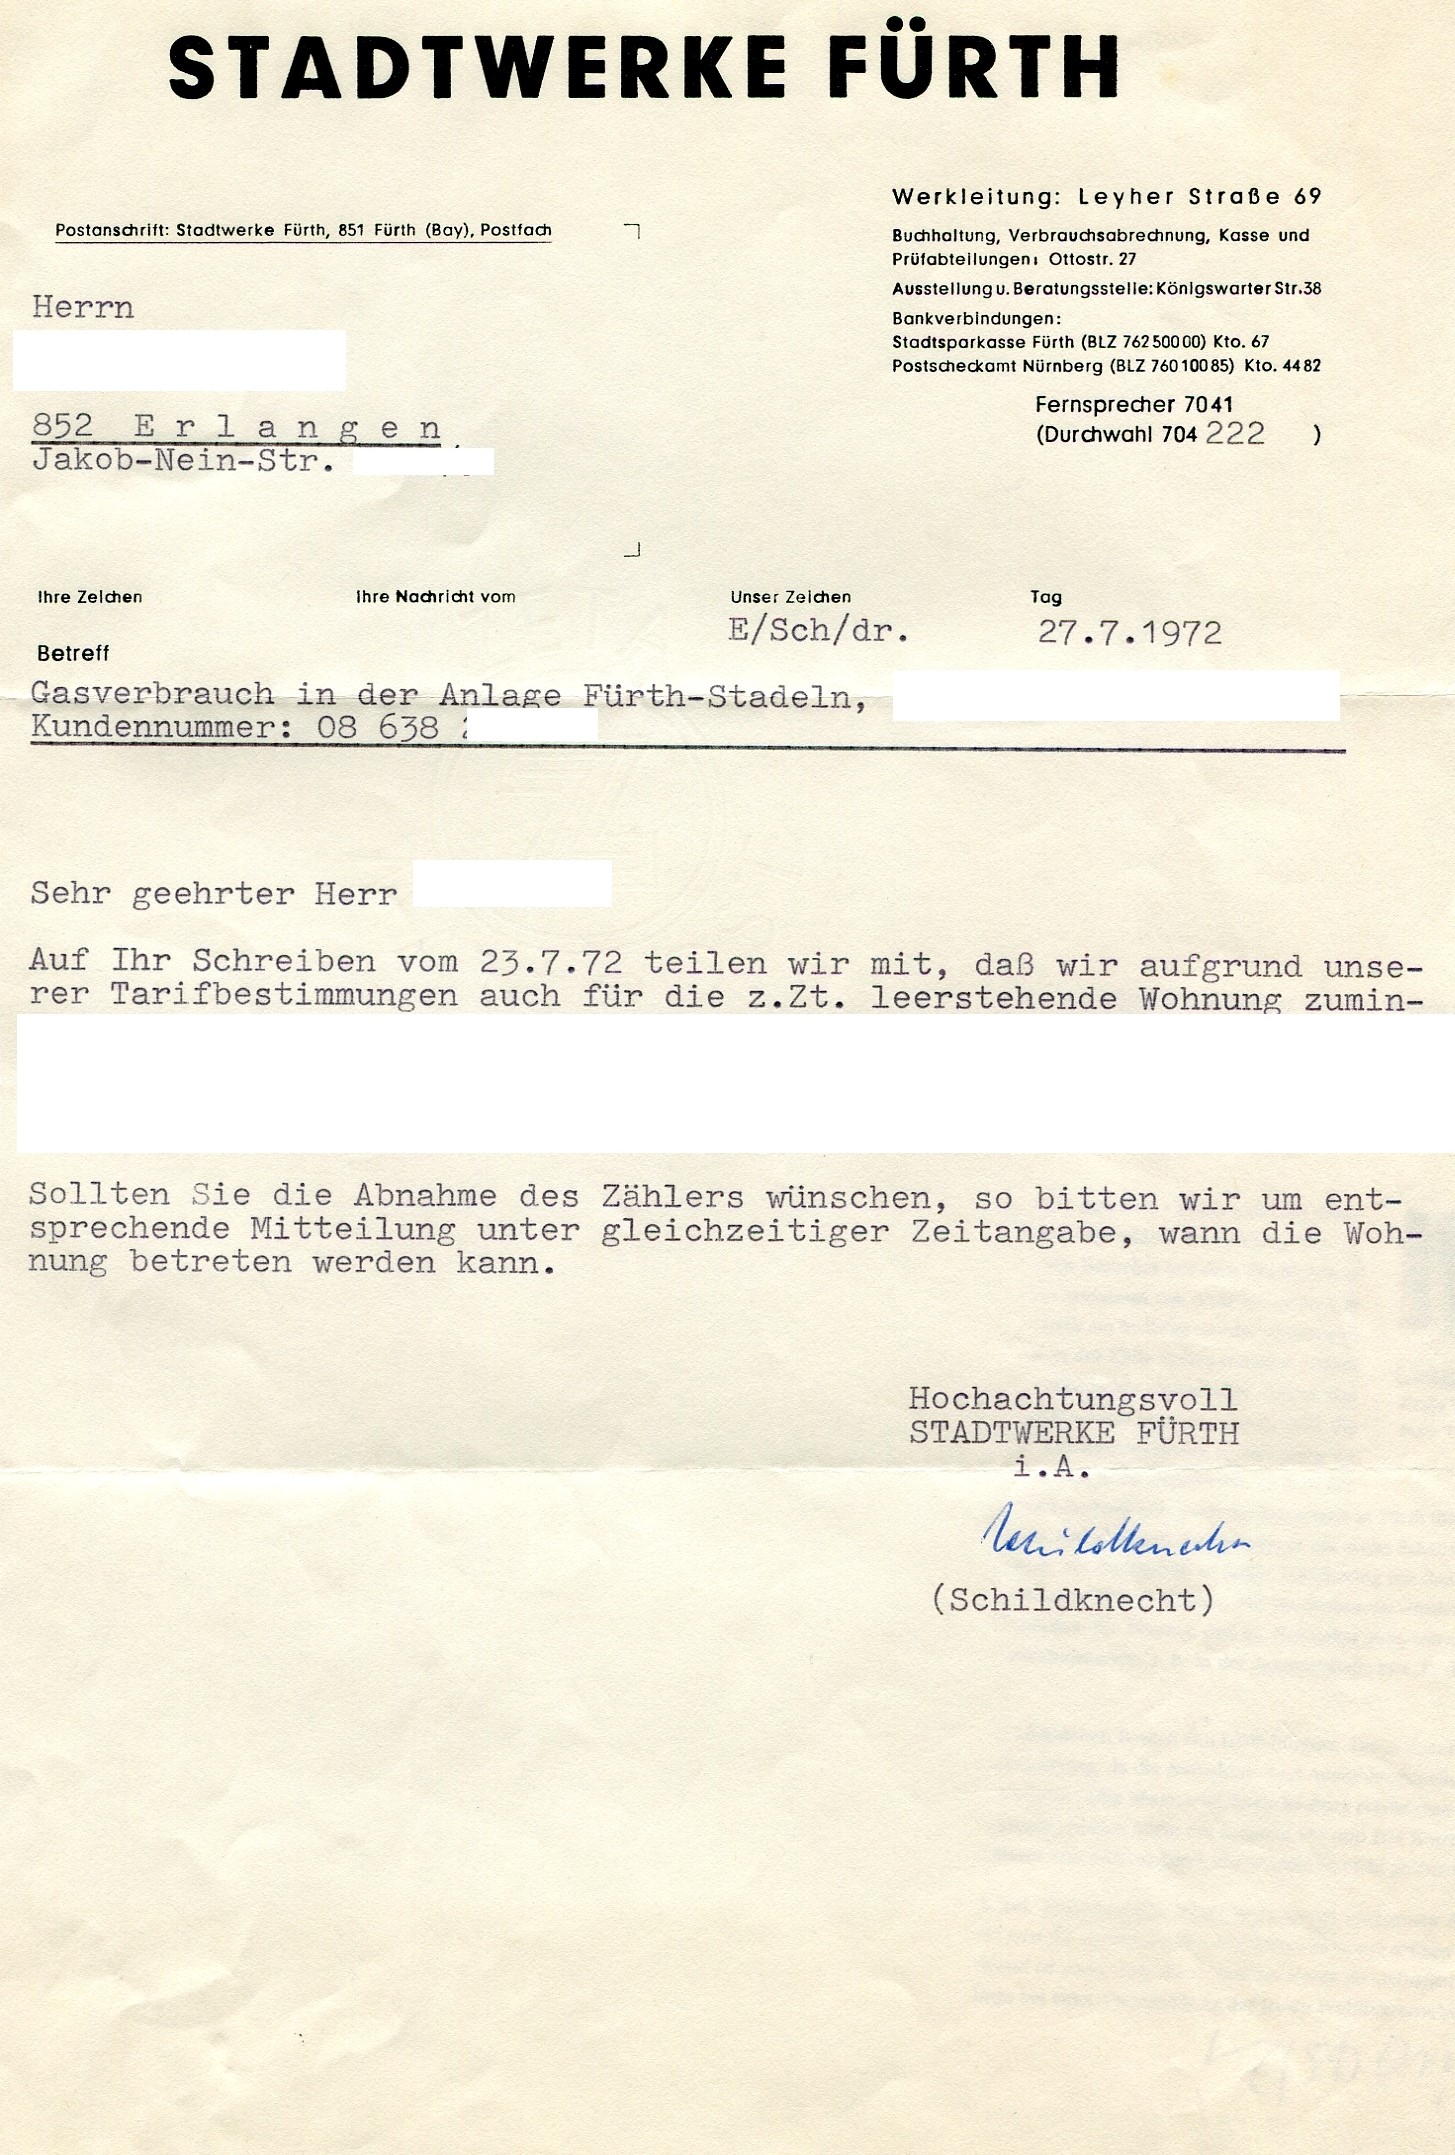 STADTWERKE FÜRTH
Werkleitung: Leyher Straße 69
Postanschrift: Stadtwerke Fürth, 851 Fürth (Bay), Postfach
Buchhaltung, Verbrauchsabrechnung, Kasse und
Prüfabteilungen: Ottostr. 27
Ausstellung u. Beratungsstelle: Königswarter Str. 38
Bankverbindungen:
Stadtsparkasse Fürth (BLZ 762 500 00) Kto. 67
Postscheckamt Nürnberg (BLZ 760 100 85) Kto. 44 82
Fernsprecher 7041
(Durchwahl 704 222 )
Herrn
852 E r l a n g e n
Jakob-Nein-Str.
Ihre Zeichen Ihre Nachricht vom Unser Zeichen Tag
E/Sch/dr. 27.7.1972
Betreff
Gasverbrauch in der Anlage Fürth-Stadeln,
Kundennummer: 08 638
Sehr geehrter Herr
Auf Ihr Schreiben vom 23.7.72 teilen wir mit, daß wir aufgrund unse-
rer Tarifbestimmungen auch für die z.Zt. leerstehende Wohnung zumin-
Sollten Sie die Abnahme des Zählers wünschen, so bitten wir um ent-
sprechende Mitteilung unter gleichzeitiger Zeitangabe, wann die Woh-
nung betreten werden kann.
Hochachtungsvoll
STADTWERKE FÜRTH
i.A.
Schildknecht
(Schildknecht)